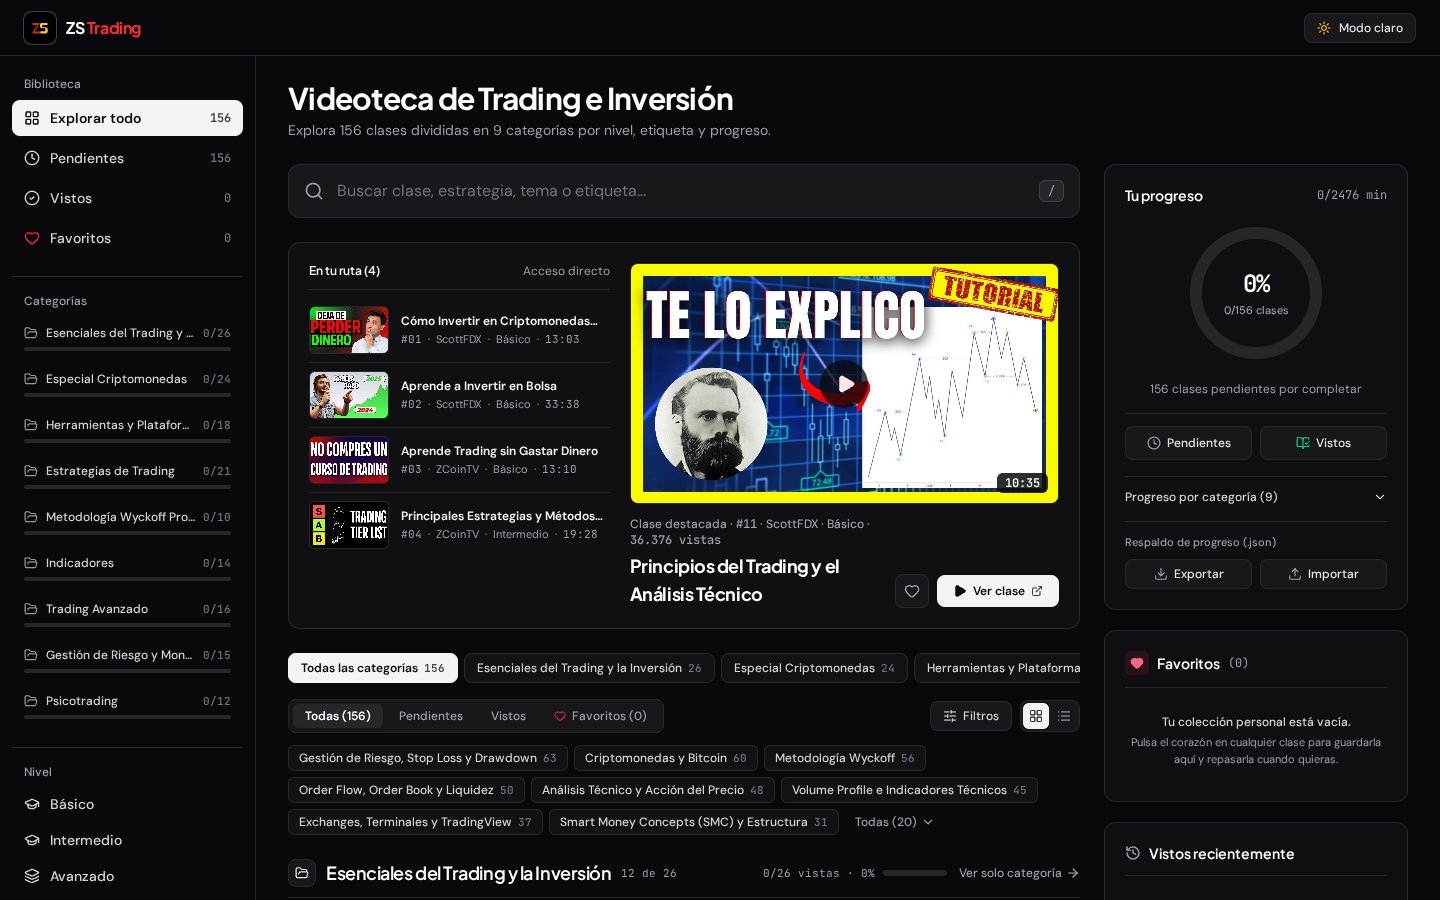 ZS
ZS Trading
Modo claro
Biblioteca
Explorar todo 156
Pendientes 156
Vistos 0
Favoritos 0
Categorías
Esenciales del Trading y ... 0/26
Especial Criptomonedas 0/24
Herramientas y Platafor... 0/18
Estrategias de Trading 0/21
Metodología Wyckoff Pro... 0/10
Indicadores 0/14
Trading Avanzado 0/16
Gestión de Riesgo y Mon... 0/15
Psicotrading 0/12
Nivel
Básico
Intermedio
Avanzado
Videoteca de Trading e Inversión
Explora 156 clases divididas en 9 categorías por nivel, etiqueta y progreso.
Buscar clase, estrategia, tema o etiqueta... /
En tu ruta (4) Acceso directo
DEJA DE
PERDER
DINERO
Cómo Invertir en Criptomonedas...
#01 · ScottFDX · Básico · 13:03
2025
2024
Aprende a Invertir en Bolsa
#02 · ScottFDX · Básico · 33:38
NO COMPRES UN
CURSO DE TRADING
Aprende Trading sin Gastar Dinero
#03 · ZCoinTV · Básico · 13:10
S
A
B
TRADING
TIER LIST
Principales Estrategias y Métodos...
#04 · ZCoinTV · Intermedio · 19:28
TE LO EXPLICO
TUTORIAL
72
72.48
10:35
Clase destacada · #11 · ScottFDX · Básico ·
36.376 vistas
Principios del Trading y el
Análisis Técnico
Ver clase
Todas las categorías 156
Esenciales del Trading y la Inversión 26
Especial Criptomonedas 24
Herramientas y Plataforma
Todas (156)
Pendientes
Vistos
Favoritos (0)
Filtros
Gestión de Riesgo, Stop Loss y Drawdown 63
Criptomonedas y Bitcoin 60
Metodología Wyckoff 56
Order Flow, Order Book y Liquidez 50
Análisis Técnico y Acción del Precio 48
Volume Profile e Indicadores Técnicos 45
Exchanges, Terminales y TradingView 37
Smart Money Concepts (SMC) y Estructura 31
Todas (20)
Esenciales del Trading y la Inversión 12 de 26
0/26 vistas · 0%
Ver solo categoría
Tu progreso 0/2476 min
0%
0/156 clases
156 clases pendientes por completar
Pendientes
Vistos
Progreso por categoría (9)
Respaldo de progreso (.json)
Exportar
Importar
Favoritos (0)
Tu colección personal está vacía.
Pulsa el corazón en cualquier clase para guardarla
aquí y repasarla cuando quieras.
Vistos recientemente